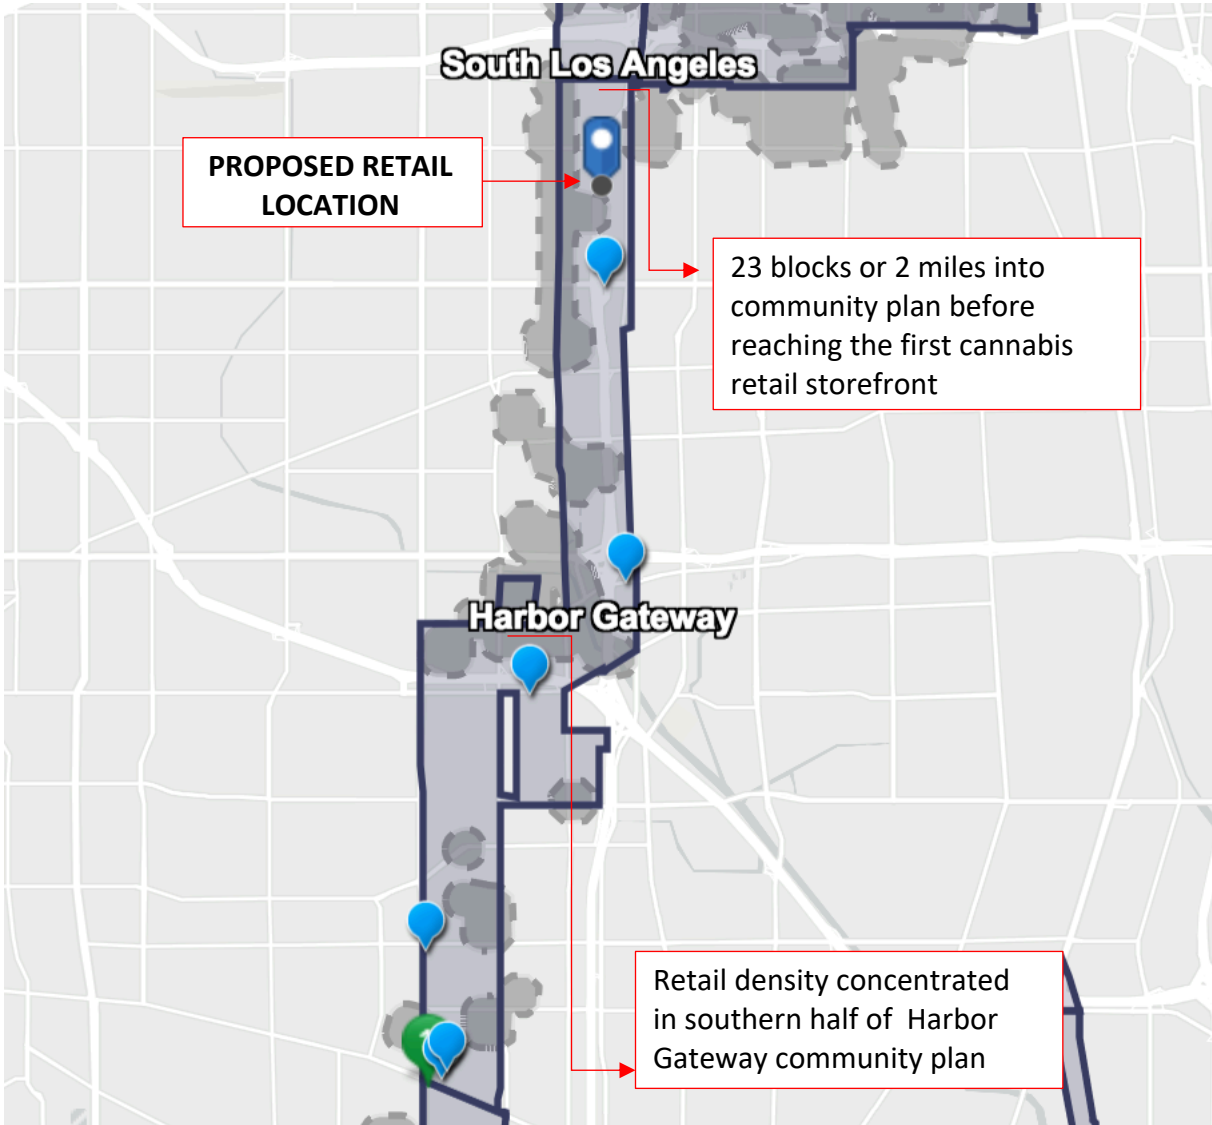 South Los Angeles
PROPOSED RETAIL
LOCATION
23 blocks or 2 miles into
community plan before
reaching the first cannabis
retail storefront
Harbor Gateway
Retail density concentrated
in southern half of Harbor
Gateway community plan